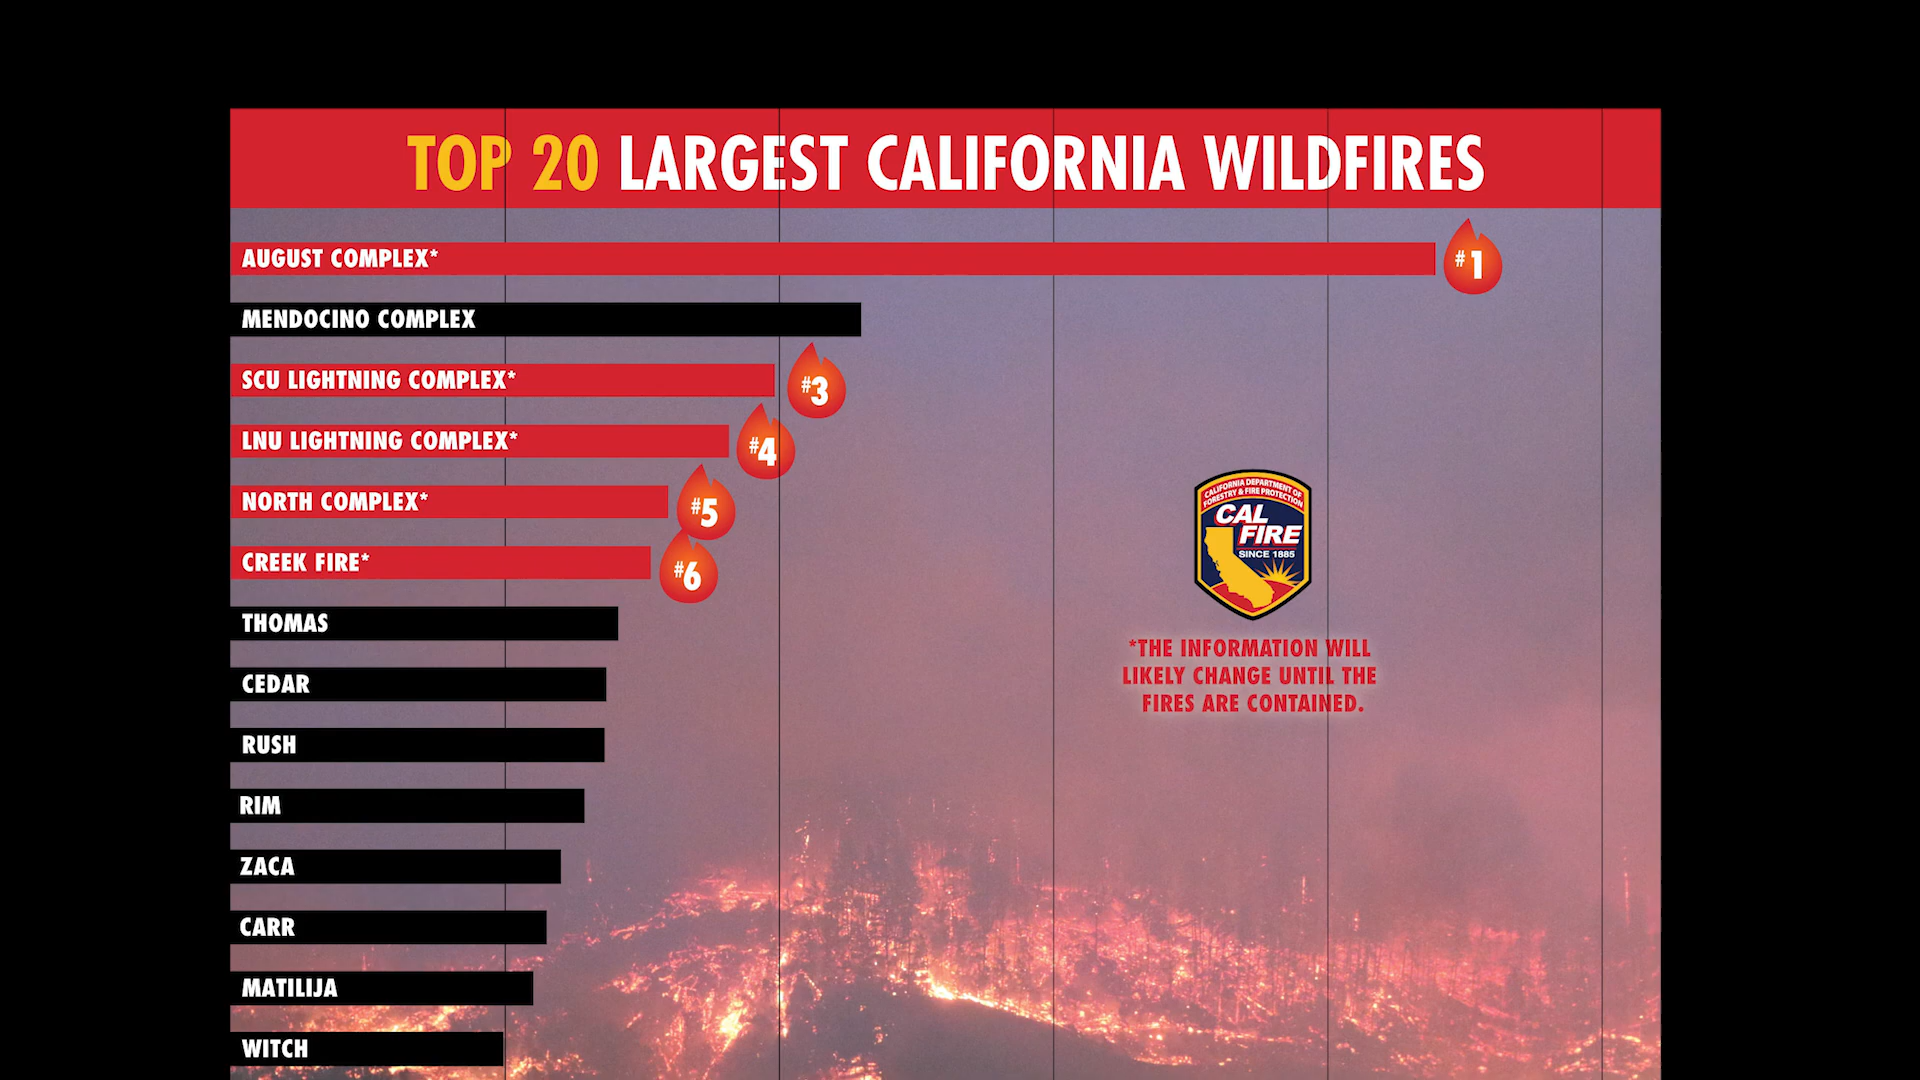 TOP 20 LARGEST CALIFORNIA WILDFIRES
AUGUST COMPLEX*
#1
MENDOCINO COMPLEX
SCU LIGHTNING COMPLEX*
#3
LNU LIGHTNING COMPLEX*
#4
NORTH COMPLEX*
#5
CREEK FIRE*
#6
THOMAS
CEDAR
RUSH
RIM
ZACA
CARR
MATILIJA
WITCH
CALIFORNIA DEPARTMENT OF
FORESTRY & FIRE PROTECTION
CAL
FIRE
SINCE 1885
*THE INFORMATION WILL
LIKELY CHANGE UNTIL THE
FIRES ARE CONTAINED.